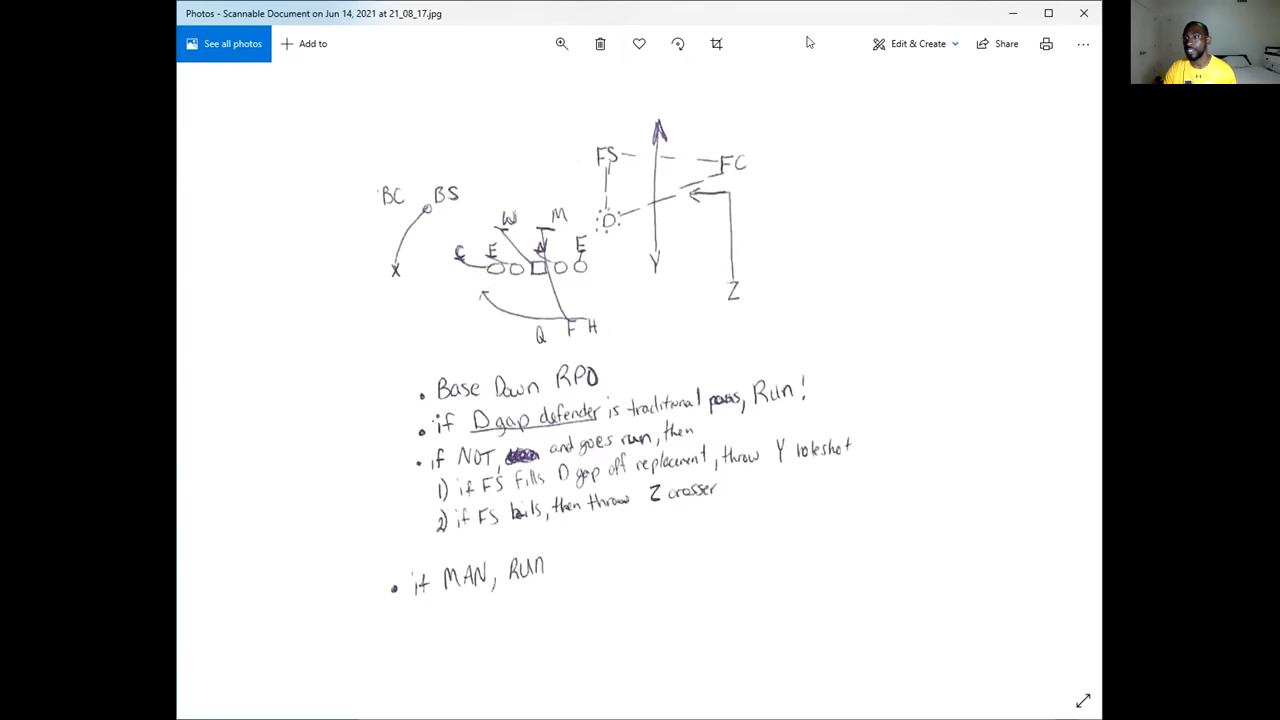 Photos - Scannable Document on Jun 14, 2021 at 21_08_17.jpg
See all photos
Add to
Edit & Create
Share
FS
FC
BC
BS
D
W
M
C
E
E
X
Y
Z
Q
F
H
• Base Down RPO
• if D gap defender is traditional pass, Run!
• if NOT, and goes run, then
1) if FS fills D gap off replacement, throw Y holeshot
2) if FS bails, then throw Z crosser
• if MAN, RUN